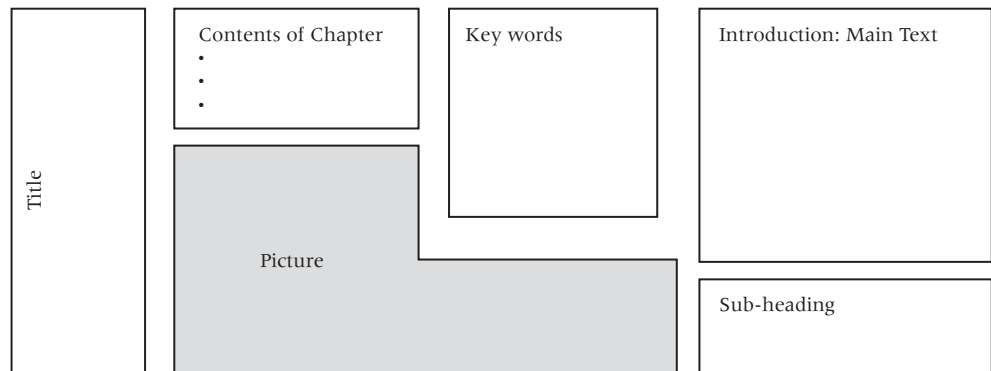 Title
Contents of Chapter
•
•
•
Picture
Key words
Introduction: Main Text
Sub-heading